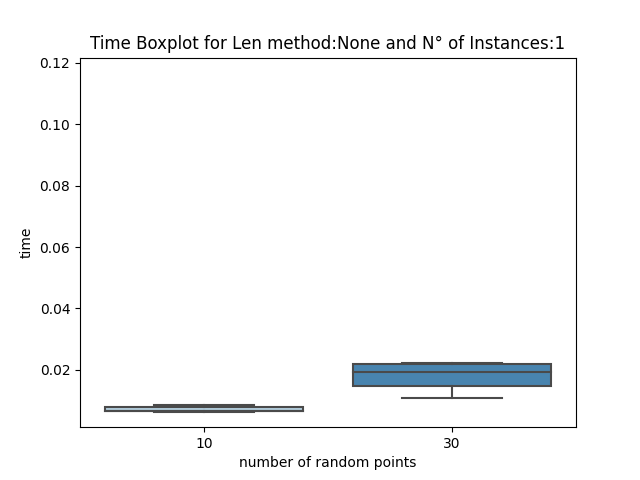 Time Boxplot for Len method:None and N° of Instances:1
0.12
0.10
0.08
0.06
0.04
0.02
time
10 30
number of random points